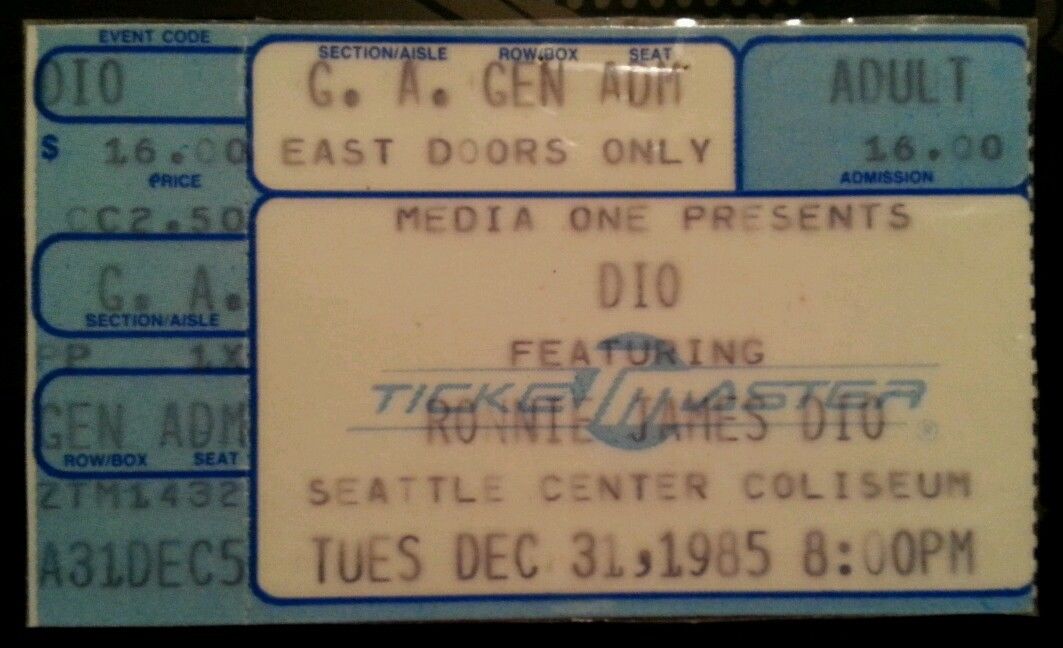 EVENT CODE
DIO
$ 16.00
PRICE
CC2.50
G. A.
SECTION/AISLE
PP 1X
GEN ADM
ROW/BOX SEAT
ZTM1432
A31DEC5
SECTION/AISLE ROW/BOX SEAT
G. A. GEN ADM
EAST DOORS ONLY
ADULT
16.00
ADMISSION
MEDIA ONE PRESENTS
DIO
FEATURING
TICKETMASTER®
RONNIE JAMES DIO
SEATTLE CENTER COLISEUM
TUES DEC 31,1985 8:00PM